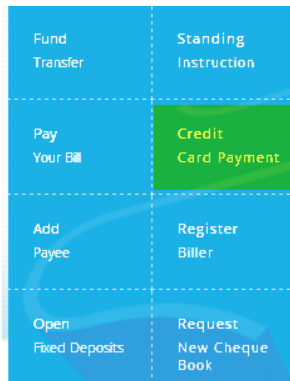 Fund
Transfer
Standing
Instruction
Pay
Your Bill
Credit
Card Payment
Add
Payee
Register
Biller
Open
Fixed Deposits
Request
New Cheque
Book